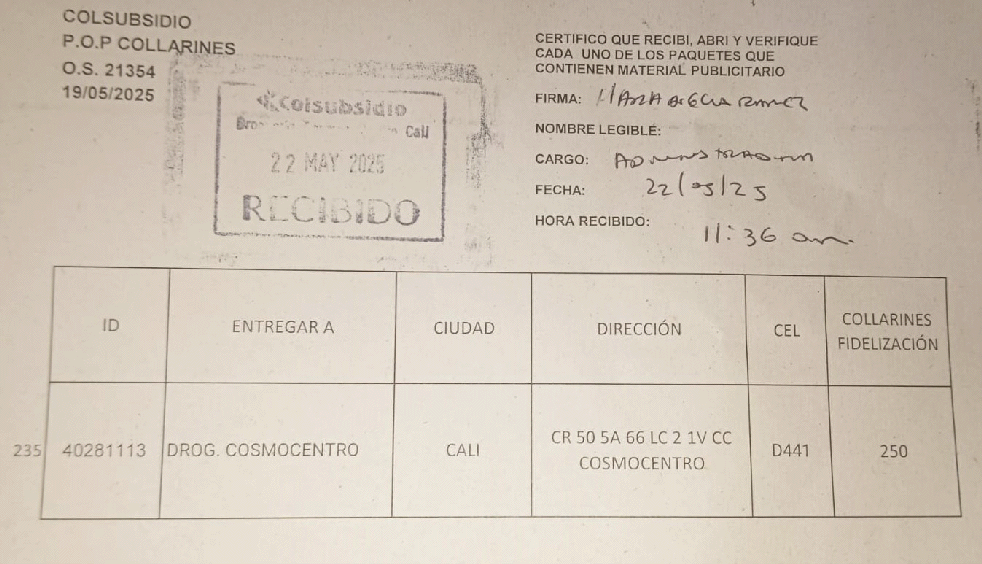 COLSUBSIDIO
P.O.P COLLARINES
O.S. 21354
19/05/2025
Colsubsidio
Cali
22 MAY 2025
RECIBIDO
CERTIFICO QUE RECIBI, ABRI Y VERIFIQUE
CADA UNO DE LOS PAQUETES QUE
CONTIENEN MATERIAL PUBLICITARIO
FIRMA:
NOMBRE LEGIBLE:
CARGO:
FECHA: 22/05/25
HORA RECIBIDO: 11:36 am.
ID ENTREGAR A CIUDAD DIRECCIÓN CEL COLLARINES FIDELIZACIÓN
235 40281113 DROG. COSMOCENTRO CALI CR 50 5A 66 LC 2 1V CC COSMOCENTRO D441 250